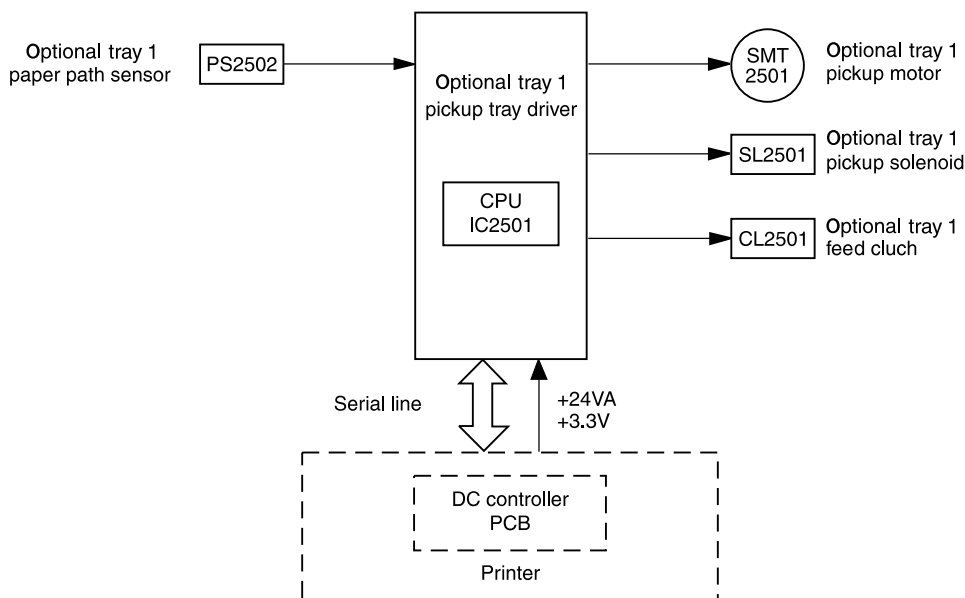 Optional tray 1
paper path sensor
PS2502
Optional tray 1
pickup tray driver
CPU
IC2501
SMT
2501
Optional tray 1
pickup motor
SL2501
Optional tray 1
pickup solenoid
CL2501
Optional tray 1
feed cluch
Serial line
+24VA
+3.3V
DC controller
PCB
Printer